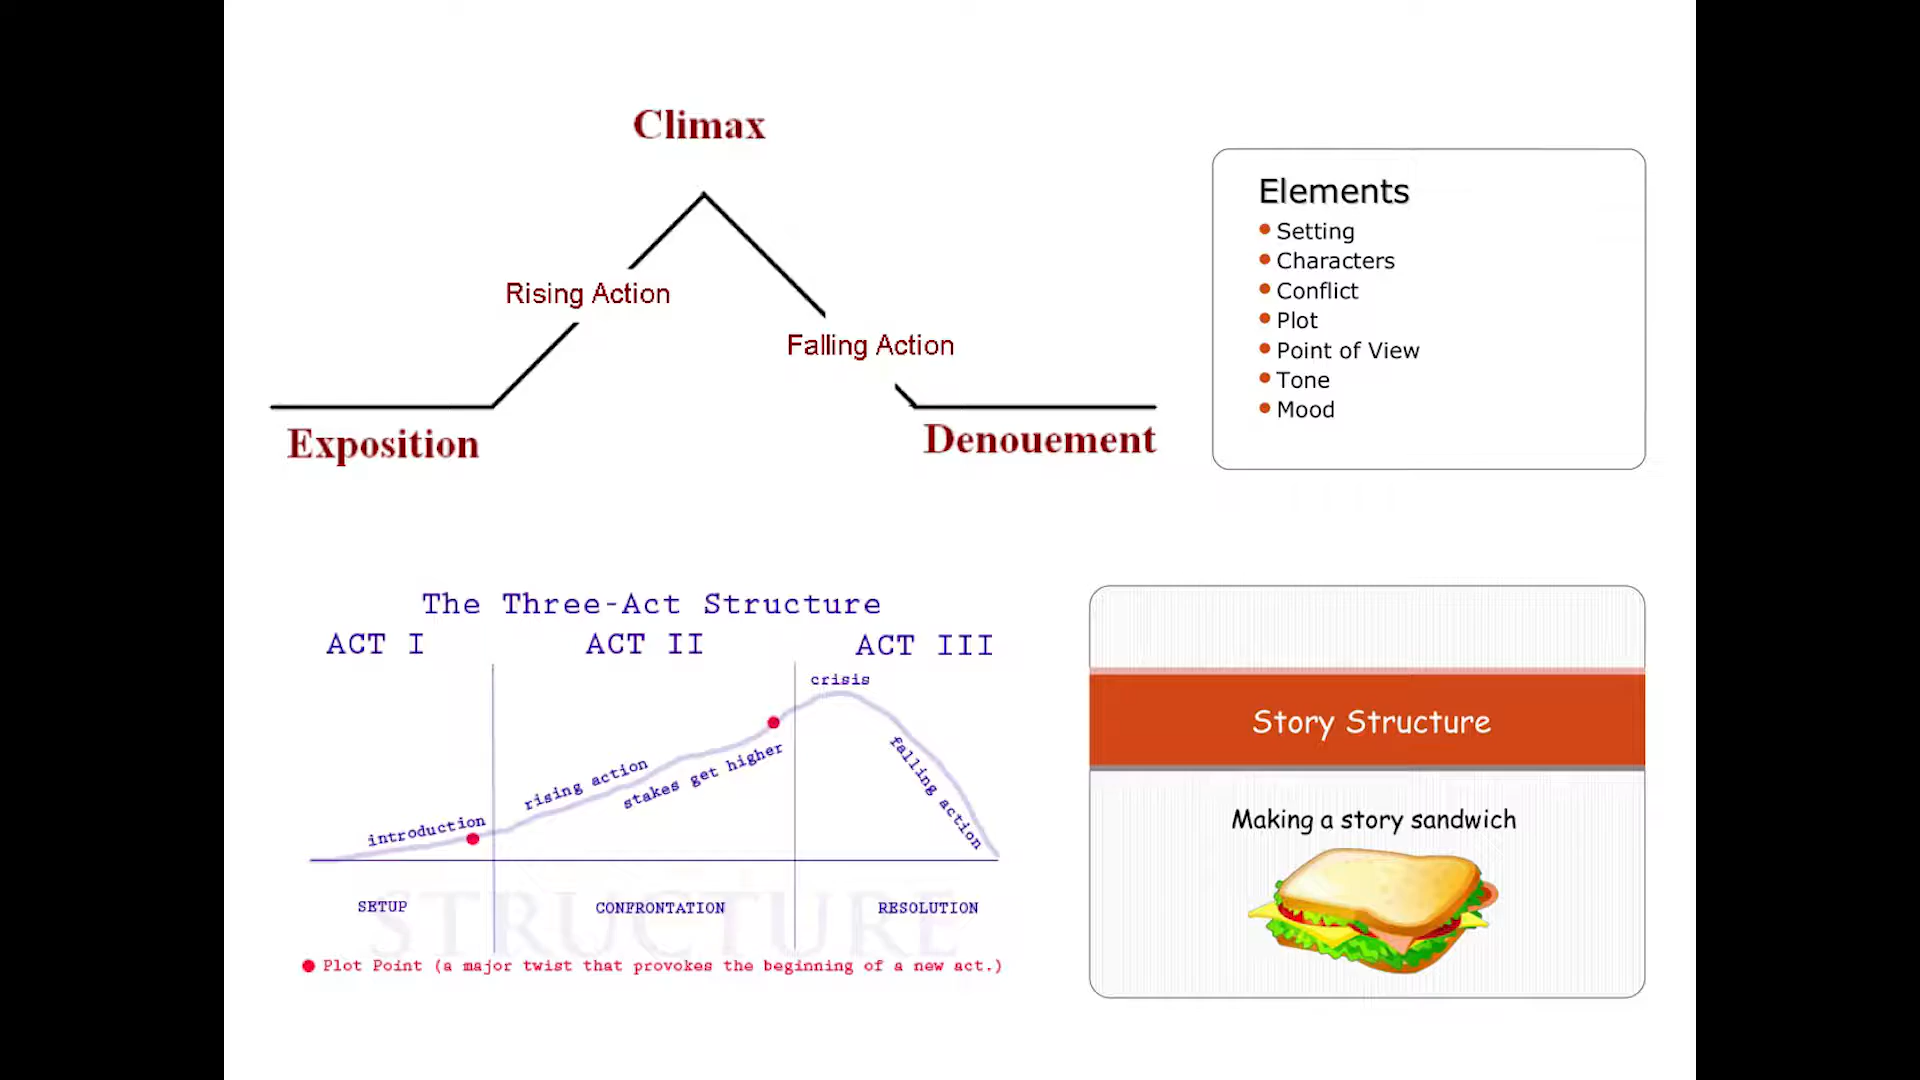 Climax
Rising Action
Falling Action
Exposition
Denouement
Elements
Setting
Characters
Conflict
Plot
Point of View
Tone
Mood
The Three-Act Structure
ACT I
ACT II
ACT III
crisis
introduction
rising action
stakes get higher
falling action
STRUCTURE
SETUP
CONFRONTATION
RESOLUTION
Plot Point (a major twist that provokes the beginning of a new act.)
Story Structure
Making a story sandwich